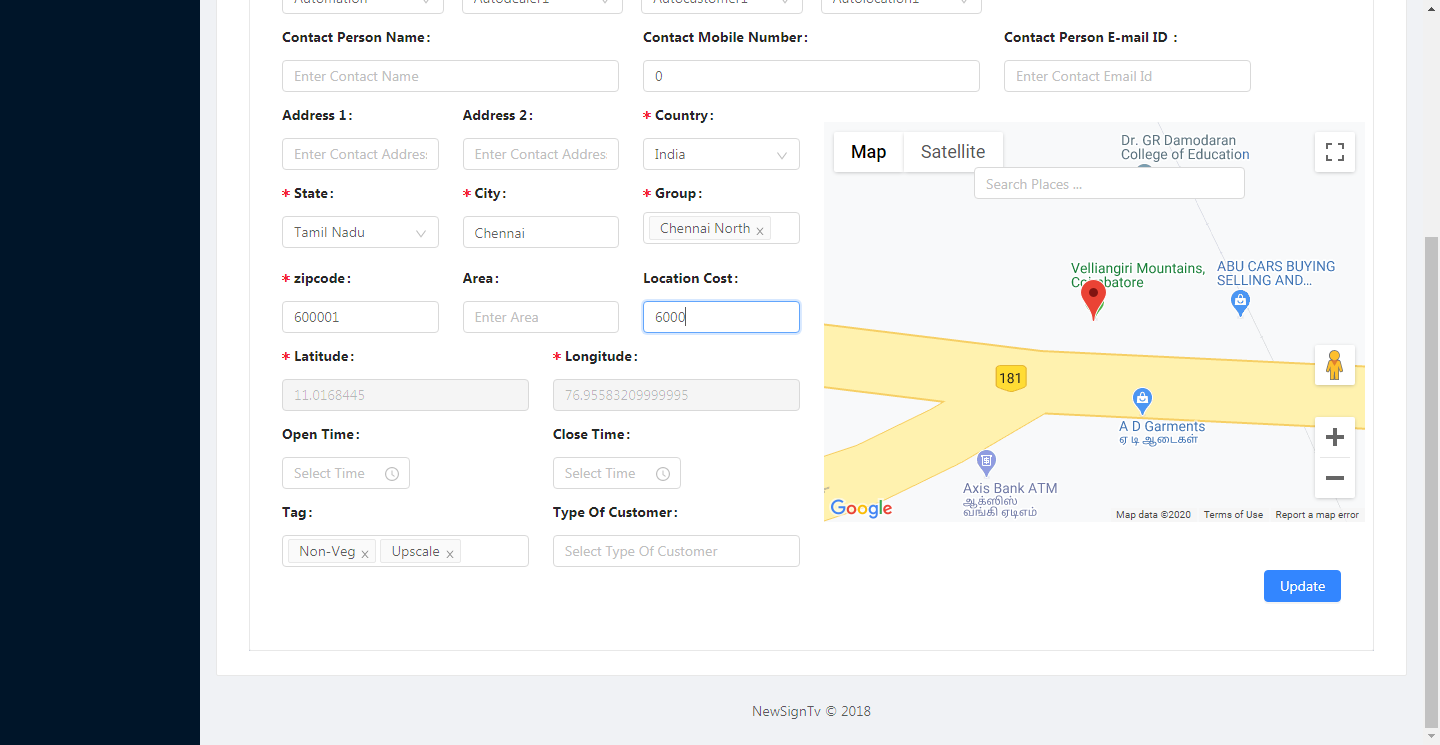 Automation
Autodealer1
Autocustomer1
Autolocation1
Contact Person Name:
Contact Mobile Number:
Contact Person E-mail ID :
Enter Contact Name
0
Enter Contact Email Id
Address 1:
Address 2:
* Country:
Enter Contact Address
Enter Contact Address
India
* State:
* City:
* Group:
Tamil Nadu
Chennai
Chennai North x
* zipcode:
Area:
Location Cost:
600001
Enter Area
6000
* Latitude:
* Longitude:
11.0168445
76.95583209999995
Open Time:
Close Time:
Select Time
Select Time
Tag:
Type Of Customer:
Non-Veg x Upscale x
Select Type Of Customer
Map
Satellite
Dr. GR Damodaran
College of Education
Search Places ...
Velliangiri Mountains,
Coimbatore
ABU CARS BUYING
SELLING AND...
181
A D Garments
ஏ டி ஆடைகள்
Axis Bank ATM
ஆக்ஸிஸ்
வங்கி ஏடிஎம்
Google
Map data ©2020
Terms of Use
Report a map error
Update
NewSignTv © 2018